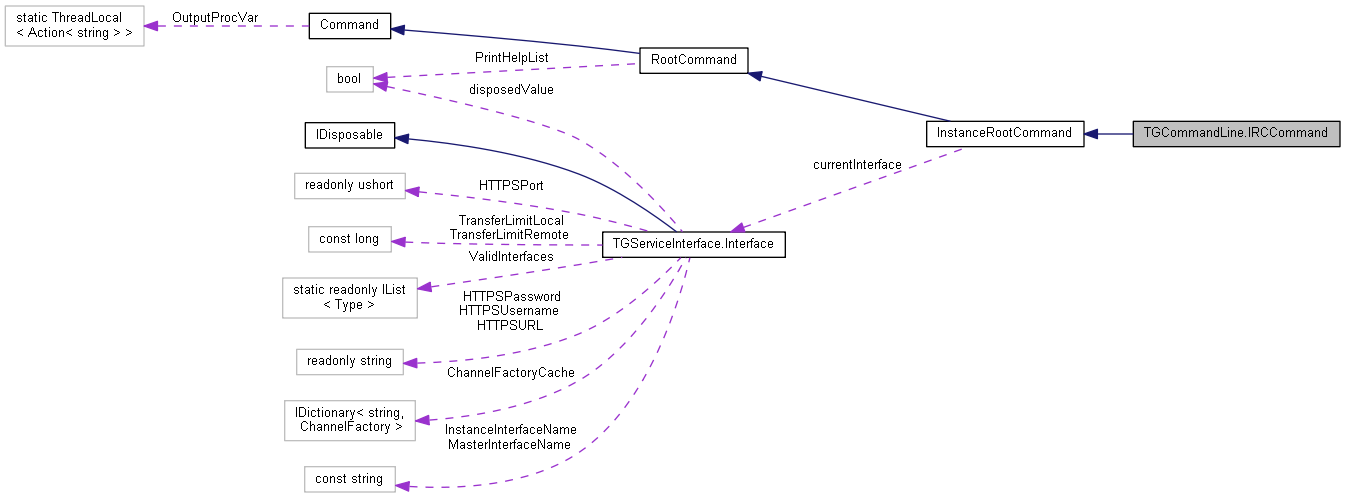 static ThreadLocal
< Action< string > >
OutputProcVar
Command
PrintHelpList
RootCommand
bool
disposedValue
IDisposable
InstanceRootCommand
TGCommandLine.IRCCommand
currentInterface
readonly ushort
HTTPSPort
const long
TransferLimitLocal
TransferLimitRemote
TGServiceInterface.Interface
ValidInterfaces
static readonly IList
< Type >
HTTPSPassword
HTTPSUsername
HTTPSURL
readonly string
ChannelFactoryCache
IDictionary< string,
ChannelFactory >
InstanceInterfaceName
MasterInterfaceName
const string